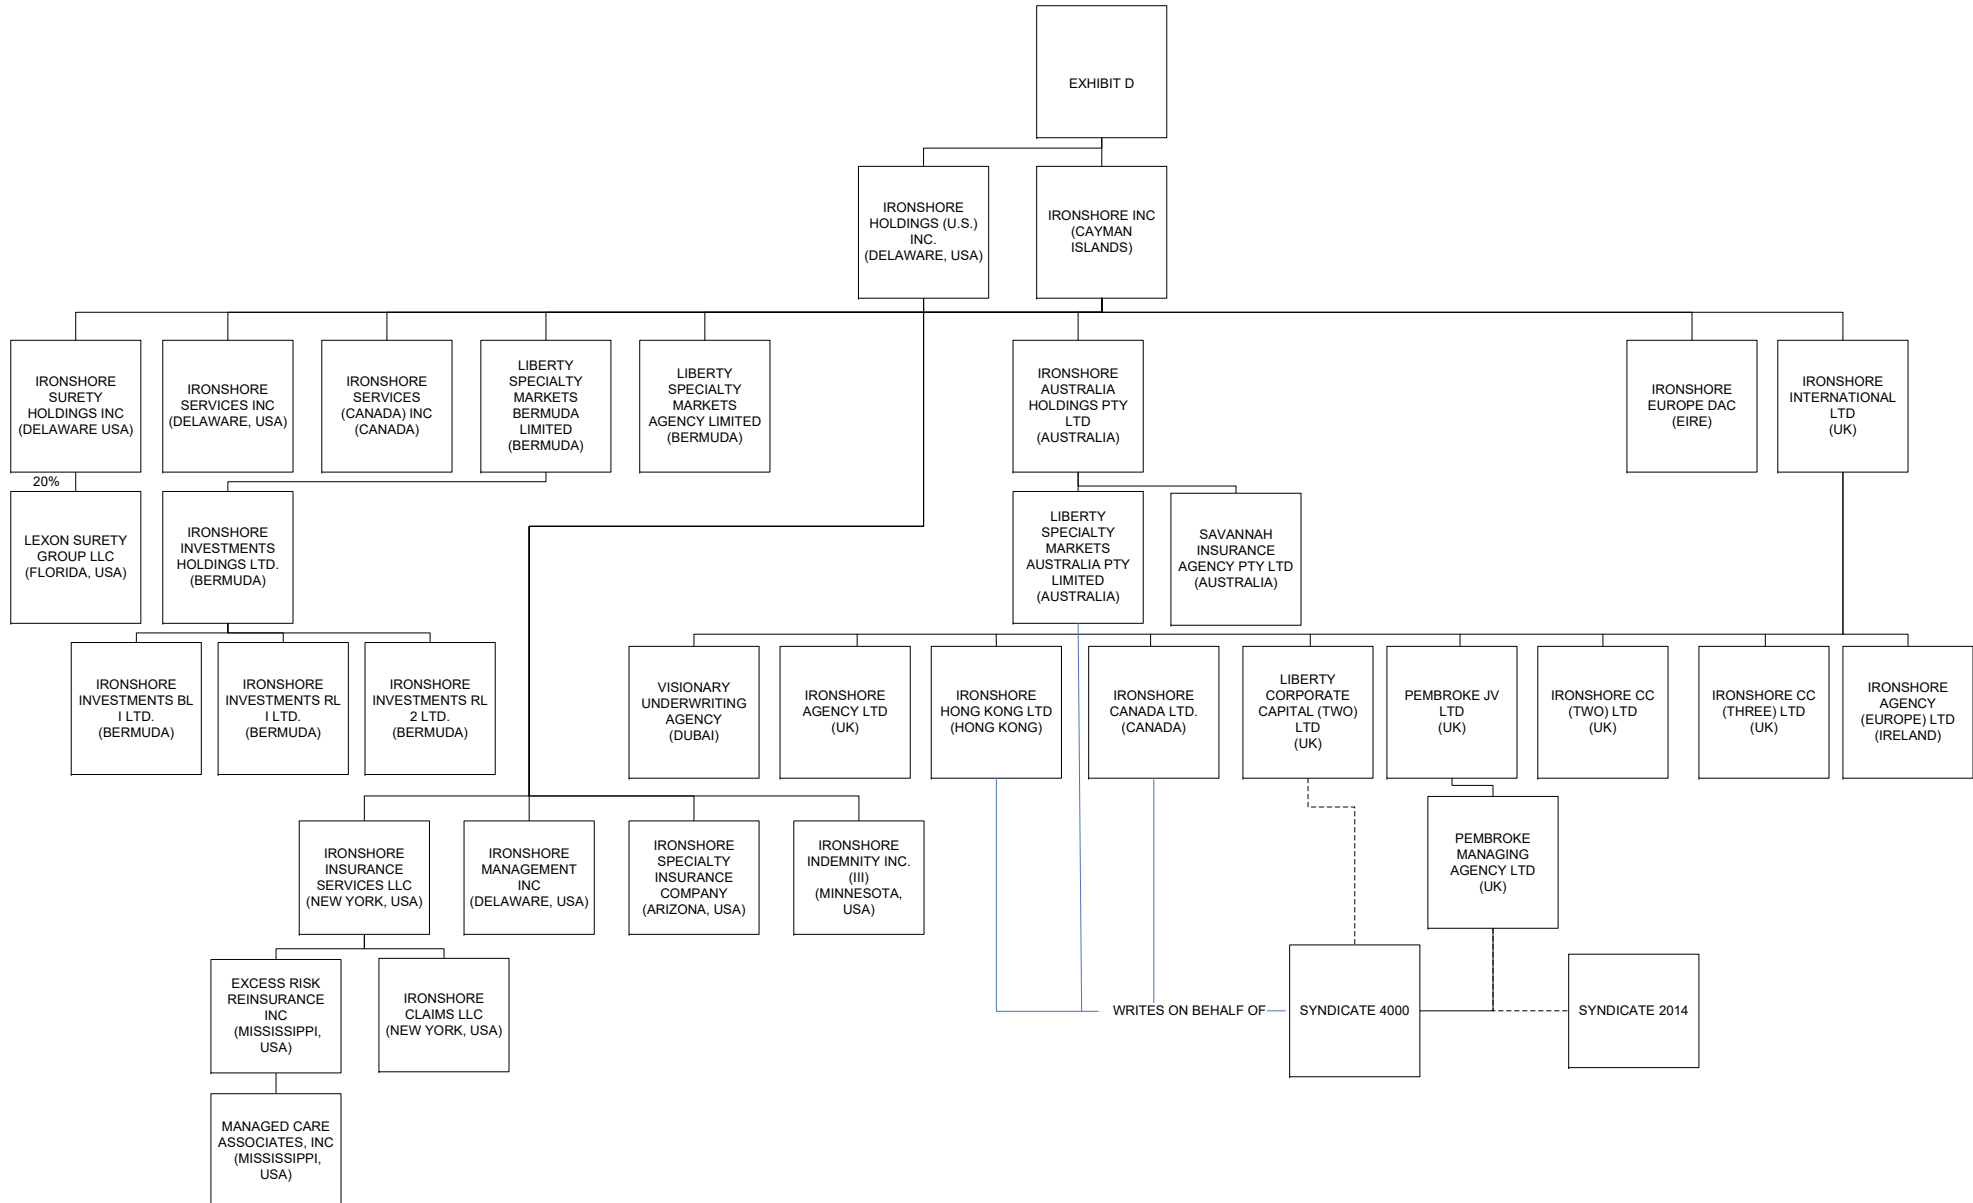 EXHIBIT D
IRONSHORE
HOLDINGS (U.S.)
INC.
(DELAWARE, USA)
IRONSHORE INC
(CAYMAN
ISLANDS)
IRONSHORE
SURETY
HOLDINGS INC
(DELAWARE USA)
IRONSHORE
SERVICES INC
(DELAWARE, USA)
IRONSHORE
SERVICES
(CANADA) INC
(CANADA)
LIBERTY
SPECIALTY
MARKETS
BERMUDA
LIMITED
(BERMUDA)
LIBERTY
SPECIALTY
MARKETS
AGENCY LIMITED
(BERMUDA)
IRONSHORE
AUSTRALIA
HOLDINGS PTY
LTD
(AUSTRALIA)
IRONSHORE
EUROPE DAC
(EIRE)
IRONSHORE
INTERNATIONAL
LTD
(UK)
20%
LEXON SURETY
GROUP LLC
(FLORIDA, USA)
IRONSHORE
INVESTMENTS
HOLDINGS LTD.
(BERMUDA)
LIBERTY
SPECIALTY
MARKETS
AUSTRALIA PTY
LIMITED
(AUSTRALIA)
SAVANNAH
INSURANCE
AGENCY PTY LTD
(AUSTRALIA)
IRONSHORE
INVESTMENTS BL
I LTD.
(BERMUDA)
IRONSHORE
INVESTMENTS RL
I LTD.
(BERMUDA)
IRONSHORE
INVESTMENTS RL
2 LTD.
(BERMUDA)
VISIONARY
UNDERWRITING
AGENCY
(DUBAI)
IRONSHORE
AGENCY LTD
(UK)
IRONSHORE
HONG KONG LTD
(HONG KONG)
IRONSHORE
CANADA LTD.
(CANADA)
LIBERTY
CORPORATE
CAPITAL (TWO)
LTD
(UK)
PEMBROKE JV
LTD
(UK)
IRONSHORE CC
(TWO) LTD
(UK)
IRONSHORE CC
(THREE) LTD
(UK)
IRONSHORE
AGENCY
(EUROPE) LTD
(IRELAND)
IRONSHORE
INSURANCE
SERVICES LLC
(NEW YORK, USA)
IRONSHORE
MANAGEMENT
INC
(DELAWARE, USA)
IRONSHORE
SPECIALTY
INSURANCE
COMPANY
(ARIZONA, USA)
IRONSHORE
INDEMNITY INC.
(III)
(MINNESOTA,
USA)
PEMBROKE
MANAGING
AGENCY LTD
(UK)
EXCESS RISK
REINSURANCE
INC
(MISSISSIPPI,
USA)
IRONSHORE
CLAIMS LLC
(NEW YORK, USA)
WRITES ON BEHALF OF
SYNDICATE 4000
SYNDICATE 2014
MANAGED CARE
ASSOCIATES, INC
(MISSISSIPPI,
USA)